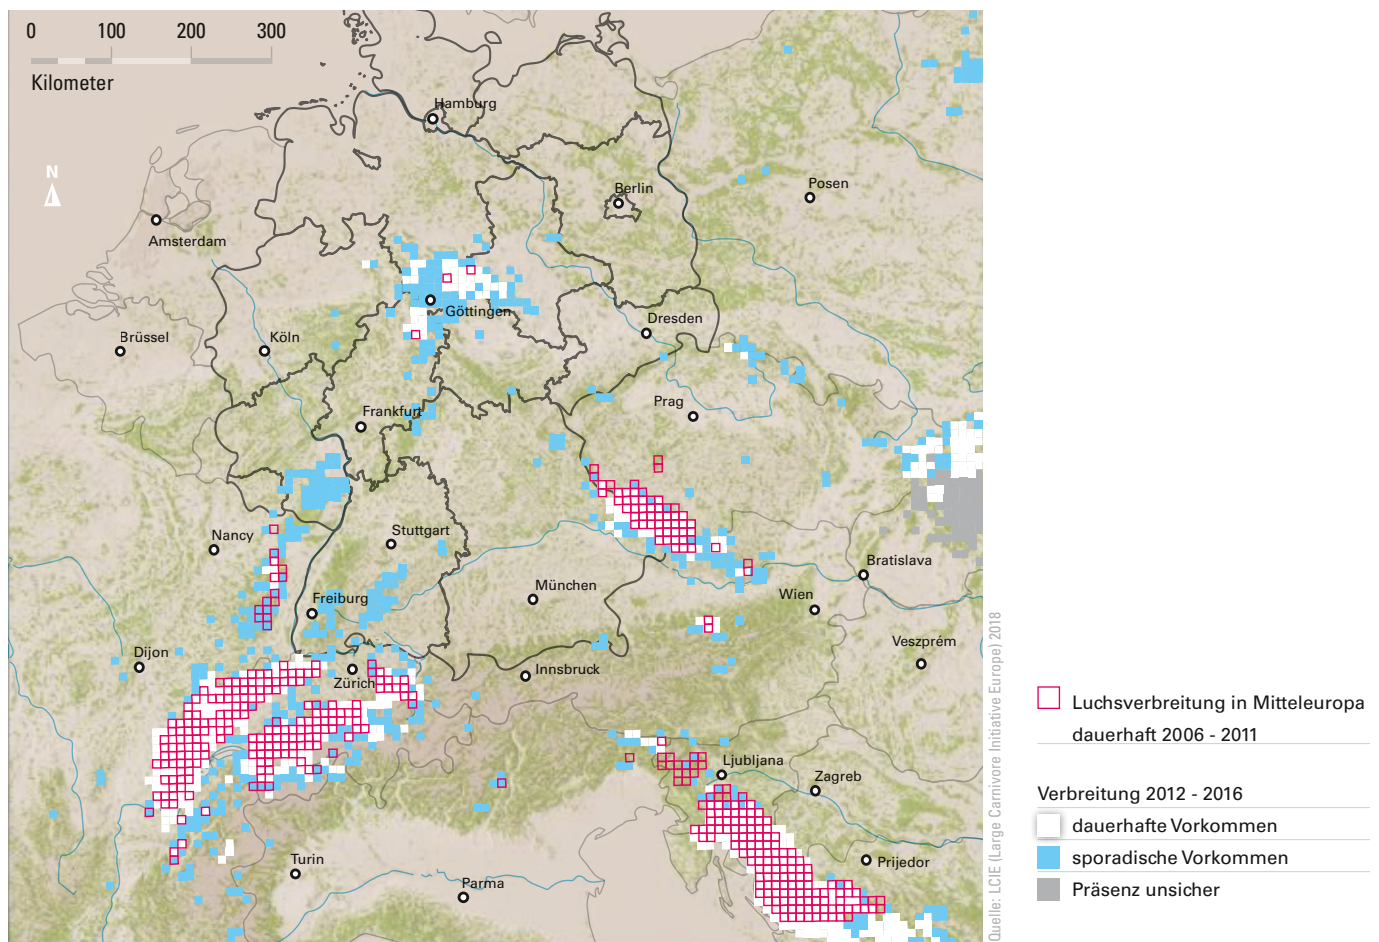 0 100 200 300
Kilometer
N
Hamburg
Berlin
Posen
Amsterdam
Göttingen
Dresden
Brüssel
Köln
Prag
Frankfurt
Nancy
Stuttgart
Bratislava
München
Wien
Freiburg
Veszprém
Dijon
Innsbruck
Zürich
Ljubljana
Zagreb
Turin
Parma
Prijedor
Quelle: LCIE (Large Carnivore Initiative Europe) 2018
Luchsverbreitung in Mitteleuropa
dauerhaft 2006 - 2011
Verbreitung 2012 - 2016
dauerhafte Vorkommen
sporadische Vorkommen
Präsenz unsicher